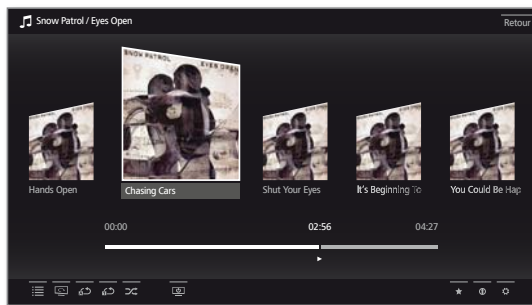 Snow Patrol / Eyes Open
Retour
SNOW PATROL EYES OPEN
Hands Open
Chasing Cars
Shut Your Eyes
It's Beginning To
You Could Be Hap
00:00
02:56
04:27